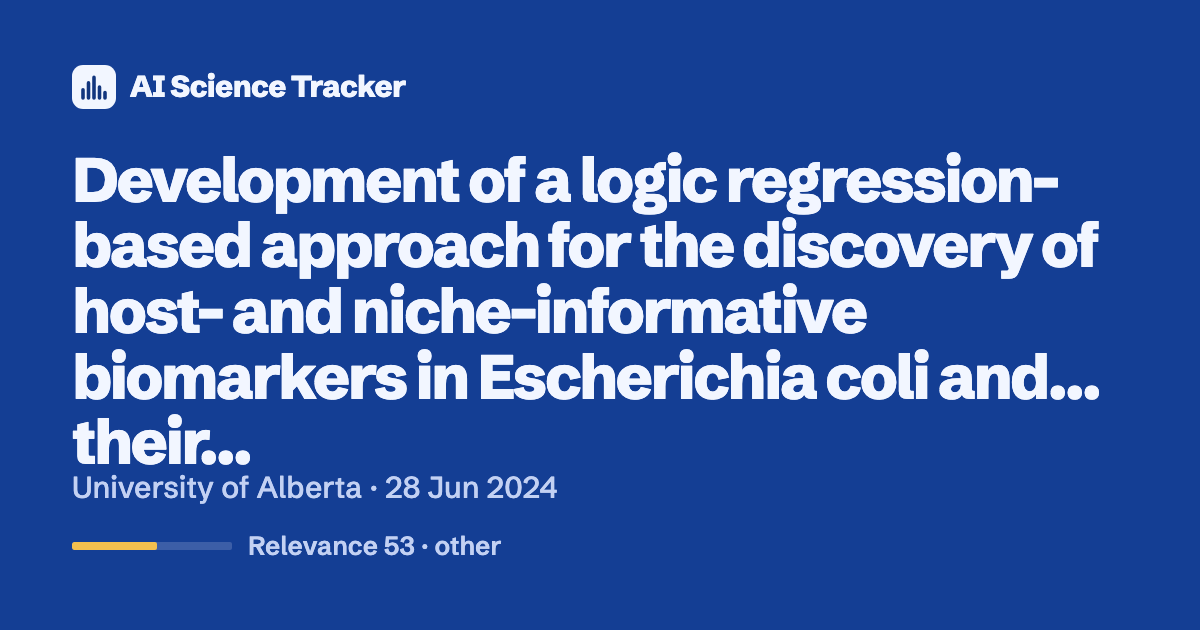 AI Science Tracker
Development of a logic regression-
based approach for the discovery of
host- and niche-informative
biomarkers in Escherichia coli and...
their...
University of Alberta · 28 Jun 2024
Relevance 53 · other